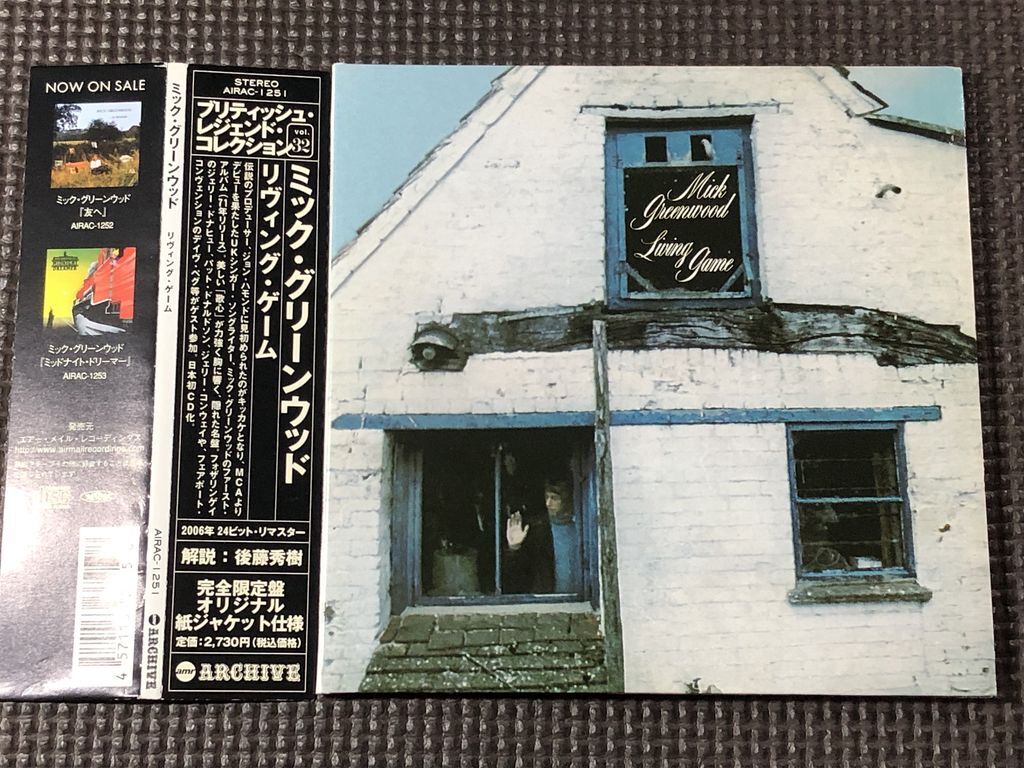 NOW ON SALE
ミック・グリーンウッド
『友へ』
AIRAC-1252
ミック・グリーンウッド
『ミッドナイト・ドリーマー』
AIRAC-1253
発売元
エアー・メイル・レコーディングス
http://www.airmailrecordings.com
ミック・グリーンウッド
リヴィング・ゲーム
AIRAC-1251
ARCHIVE
STEREO
AIRAC-1251
ブリティッシュ・
レジェンド・
コレクション
vol.
32
ミック・グリーンウッド
リヴィング・ゲーム
伝説のプロデューサー、ジョン・ハモンドに見初められたのがキッカケとなり、MCAより
デビューを果たしたUKシンガー・ソングライター、ミック・グリーンウッドのファースト・
アルバム(71年リリース)。美しい「歌心」が力強く胸に響く、隠れた名盤。フォザリンゲイ
のジェリー・ドナヒュー、パット・ドナルドソン、ジェリー・コンウェイや、フェアポート・
コンヴェンションのデイヴ・ペグ等がゲスト参加。日本初CD化。
2006年 24ビット・リマスター
解説:後藤秀樹
完全限定盤
オリジナル
紙ジャケット仕様
定価:2,730円(税込価格)
amr ARCHIVE
Mick
Greenwood
Living
Game